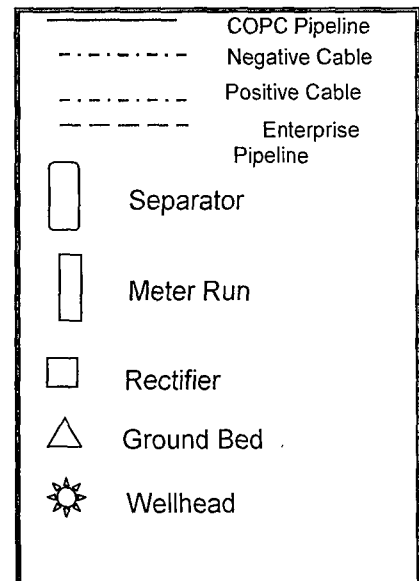 COPC Pipeline
Negative Cable
Positive Cable
Enterprise
Pipeline
Separator
Meter Run
Rectifier
Ground Bed
Wellhead